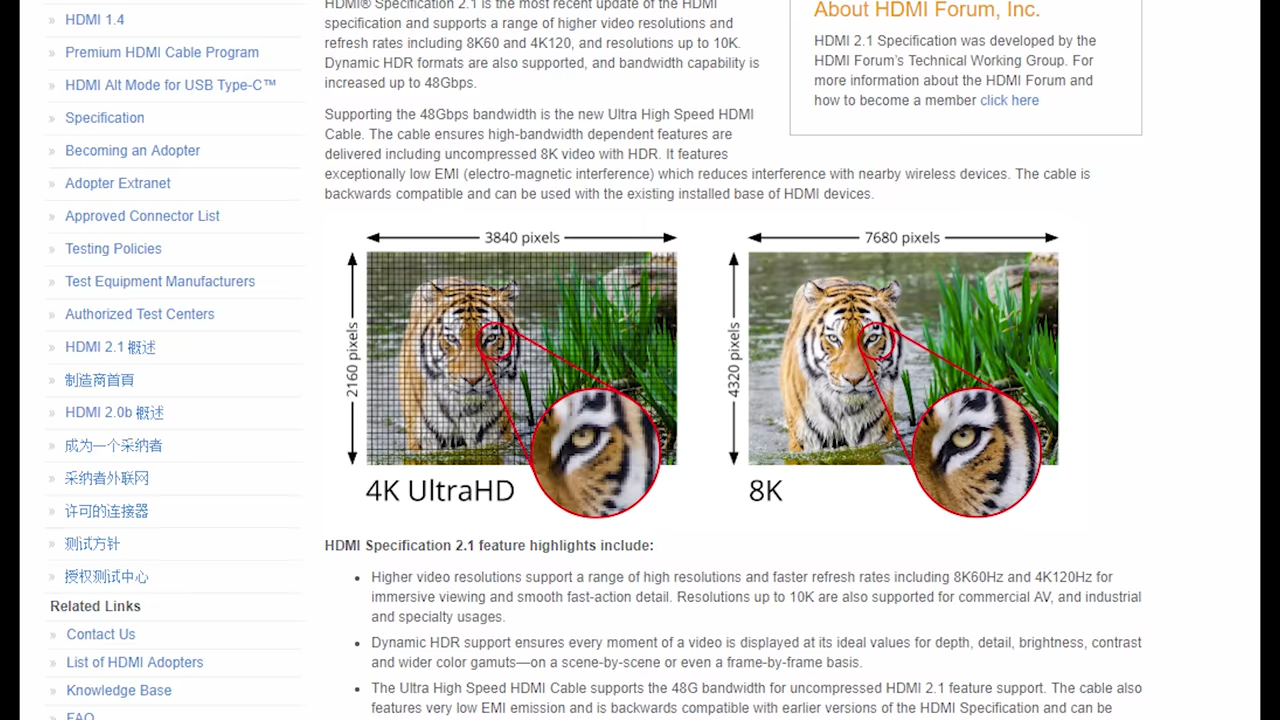 HDMI 1.4
Premium HDMI Cable Program
HDMI Alt Mode for USB Type-C™
Specification
Becoming an Adopter
Adopter Extranet
Approved Connector List
Testing Policies
Test Equipment Manufacturers
Authorized Test Centers
HDMI 2.1 概述
制造商首頁
HDMI 2.0b 概述
成为一个采纳者
采纳者外联网
许可的连接器
测试方针
授权测试中心
Related Links
Contact Us
List of HDMI Adopters
Knowledge Base
FAQ
HDMI® Specification 2.1 is the most recent update of the HDMI
specification and supports a range of higher video resolutions and
refresh rates including 8K60 and 4K120, and resolutions up to 10K.
Dynamic HDR formats are also supported, and bandwidth capability is
increased up to 48Gbps.
Supporting the 48Gbps bandwidth is the new Ultra High Speed HDMI
Cable. The cable ensures high-bandwidth dependent features are
delivered including uncompressed 8K video with HDR. It features
exceptionally low EMI (electro-magnetic interference) which reduces interference with nearby wireless devices. The cable is
backwards compatible and can be used with the existing installed base of HDMI devices.
About HDMI Forum, Inc.
HDMI 2.1 Specification was developed by the
HDMI Forum's Technical Working Group. For
more information about the HDMI Forum and
how to become a member click here
3840 pixels
2160 pixels
4K UltraHD
7680 pixels
4320 pixels
8K
HDMI Specification 2.1 feature highlights include:
• Higher video resolutions support a range of high resolutions and faster refresh rates including 8K60Hz and 4K120Hz for
immersive viewing and smooth fast-action detail. Resolutions up to 10K are also supported for commercial AV, and industrial
and specialty usages.
• Dynamic HDR support ensures every moment of a video is displayed at its ideal values for depth, detail, brightness, contrast
and wider color gamuts—on a scene-by-scene or even a frame-by-frame basis.
• The Ultra High Speed HDMI Cable supports the 48G bandwidth for uncompressed HDMI 2.1 feature support. The cable also
features very low EMI emission and is backwards compatible with earlier versions of the HDMI Specification and can be